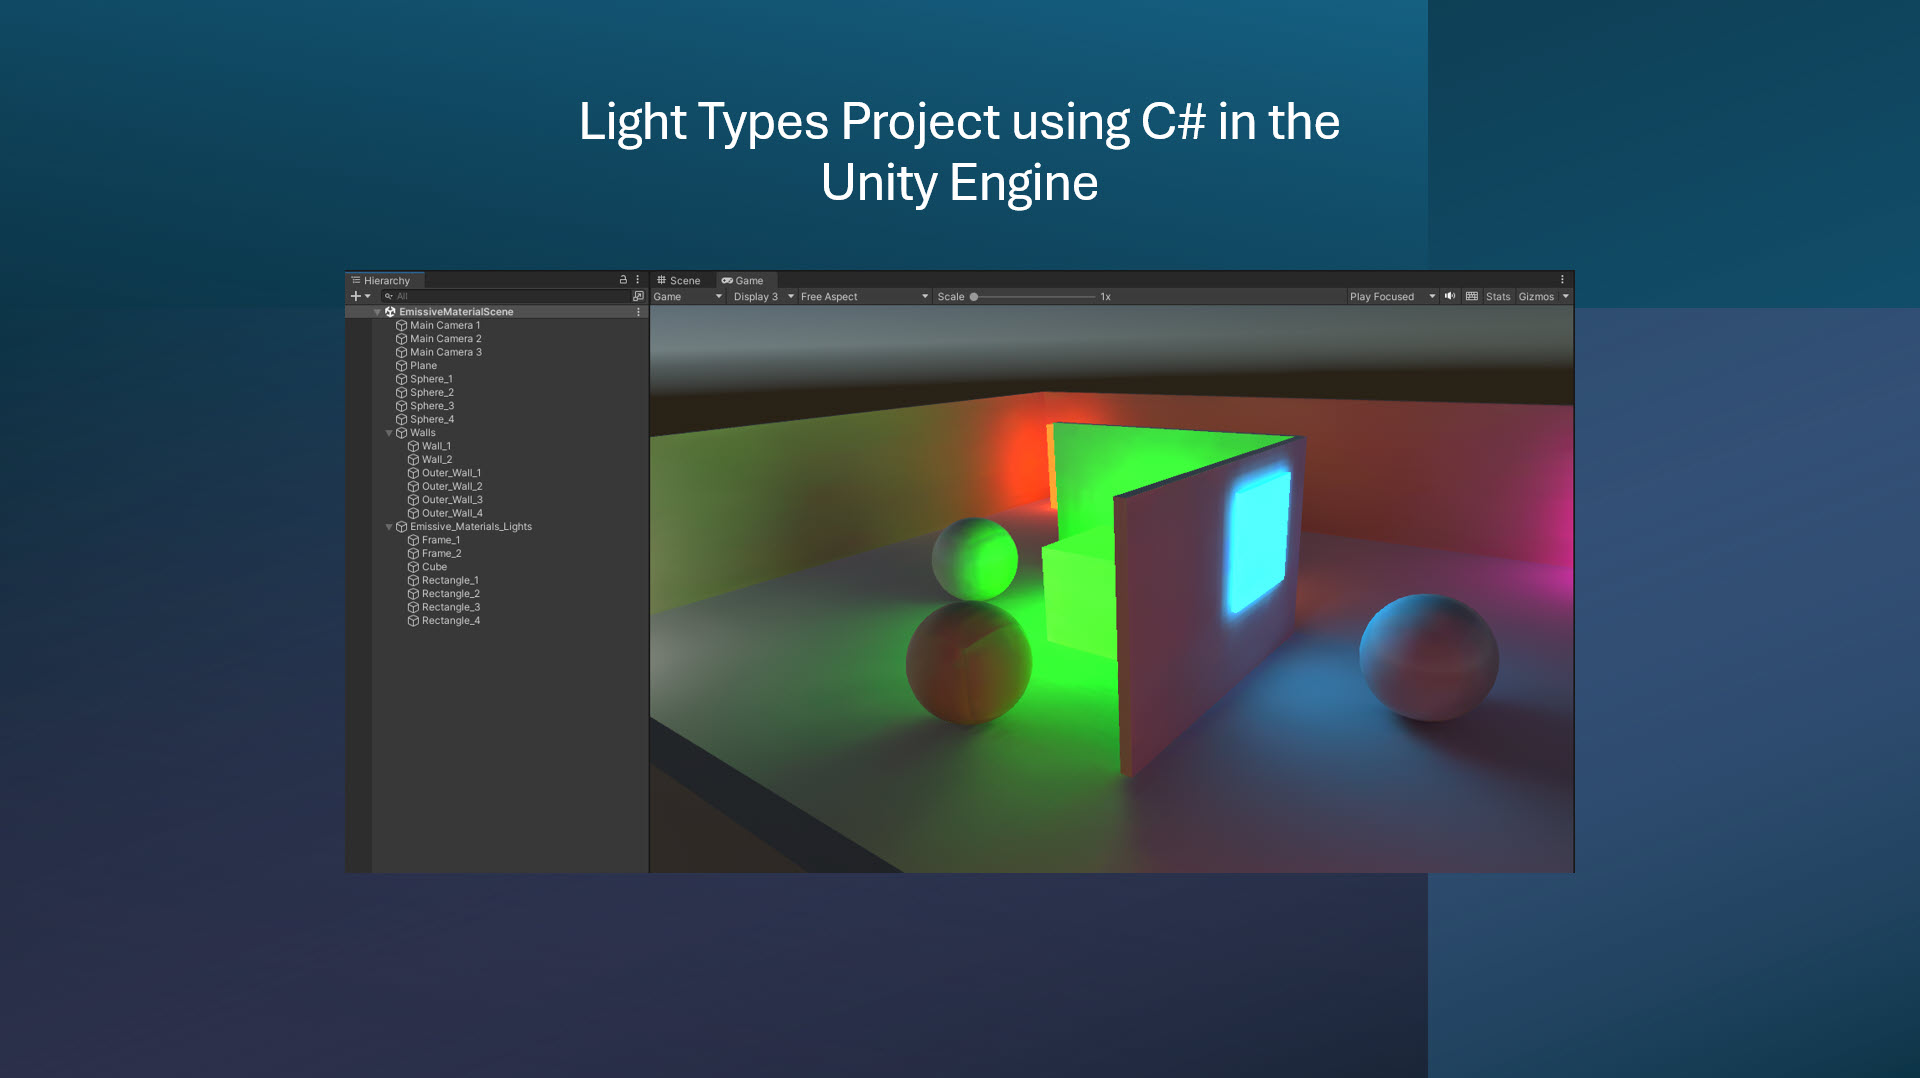 Light Types Project using C# in the
Unity Engine
Hierarchy
All
EmissiveMaterialScene
Main Camera 1
Main Camera 2
Main Camera 3
Plane
Sphere_1
Sphere_2
Sphere_3
Sphere_4
Walls
Wall_1
Wall_2
Outer_Wall_1
Outer_Wall_2
Outer_Wall_3
Outer_Wall_4
Emissive_Materials_Lights
Frame_1
Frame_2
Cube
Rectangle_1
Rectangle_2
Rectangle_3
Rectangle_4
Scene Game
Game Display 3 Free Aspect Scale 1x Play Focused Stats Gizmos